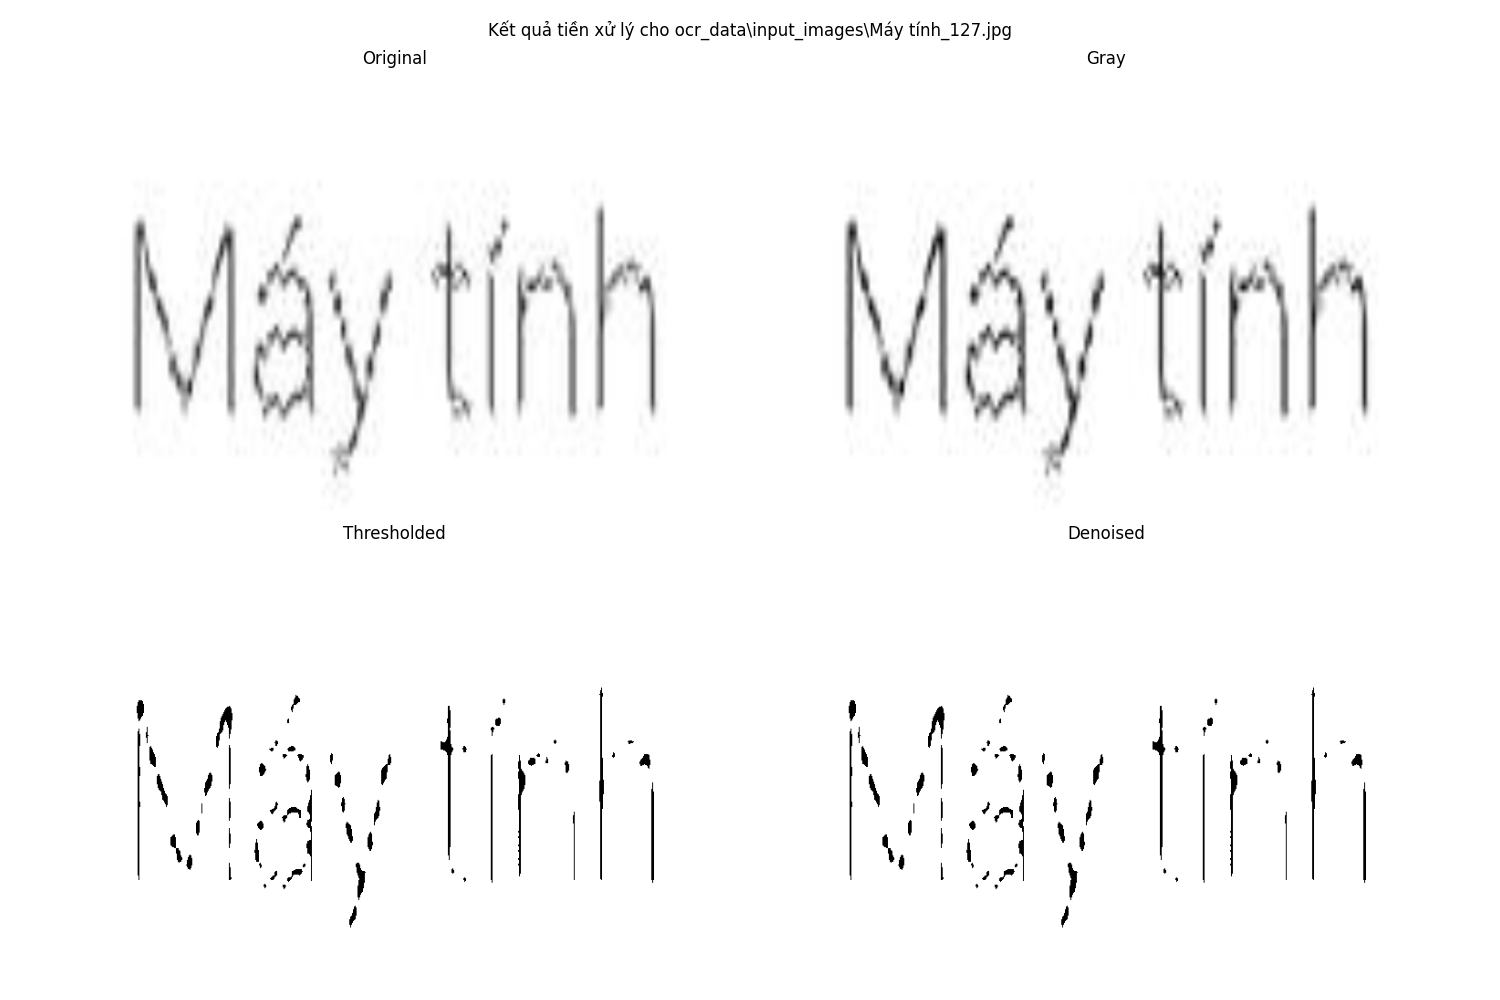 Kết quả tiền xử lý cho ocr_data\input_images\Máy tính_127.jpg
Original
Gray
Máy tính
Máy tính
Thresholded
Denoised
Máy tính
Máy tính